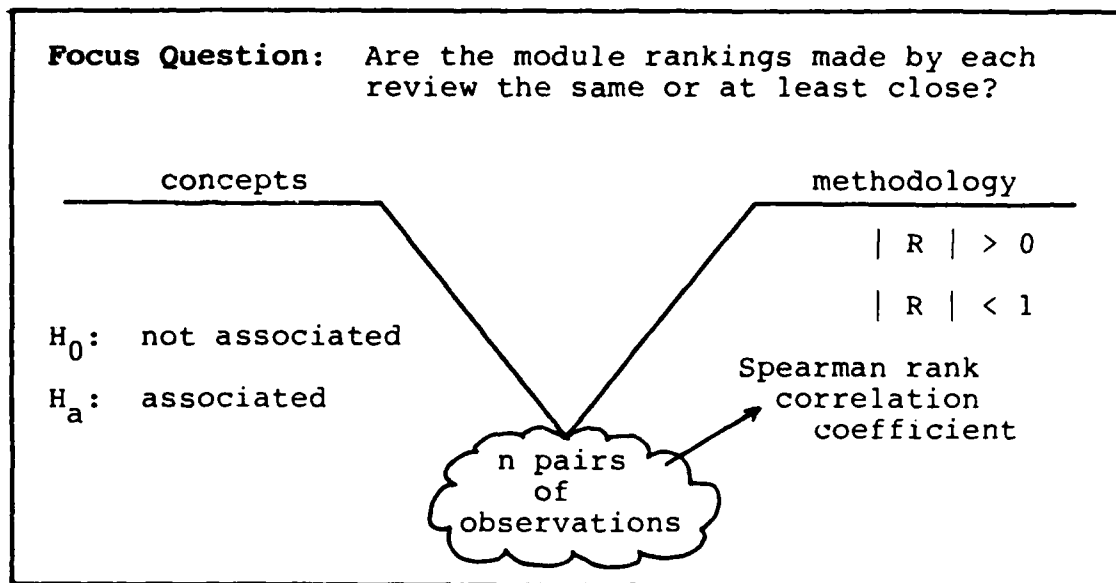 Focus Question: Are the module rankings made by each
review the same or at least close?
concepts
methodology
| R | > 0
| R | < 1
H0: not associated
Ha: associated
Spearman rank
correlation
coefficient
n pairs
of
observations